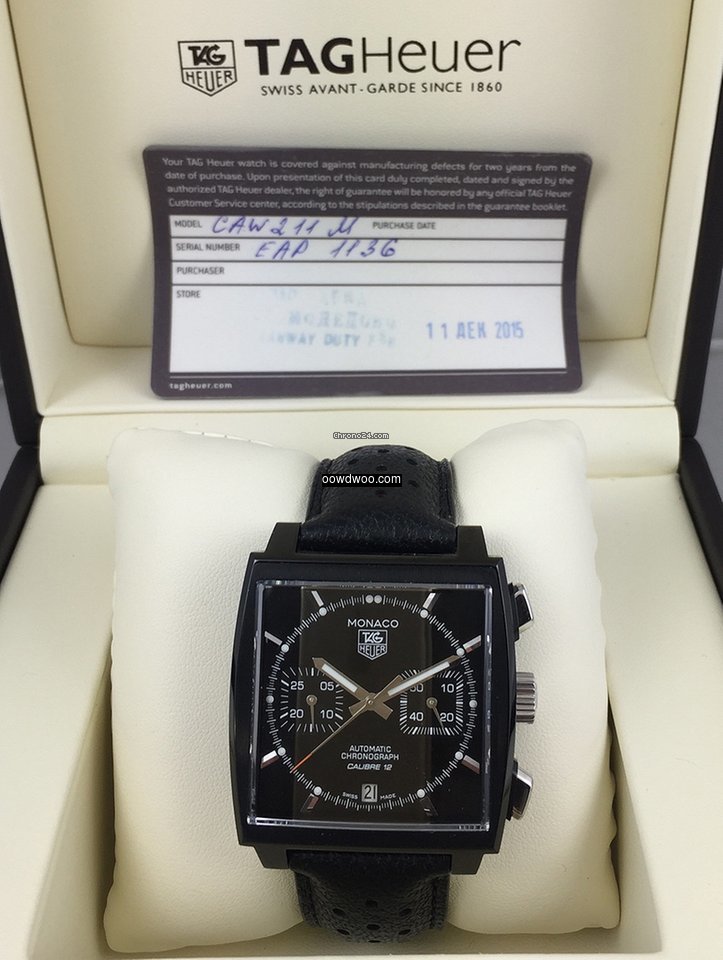 TAG HEUER TAGHeuer
SWISS AVANT-GARDE SINCE 1860
Your TAG Heuer watch is covered against manufacturing defects for two years from the
date of purchase. Upon presentation of this card duly completed, dated and signed by the
authorized TAG Heuer dealer, the right of guarantee will be honored by any official TAG Heuer
Customer Service center, according to the stipulations described in the guarantee booklet.
MODEL CAW211M PURCHASE DATE
SERIAL NUMBER EAP 1136
PURCHASER
STORE
DUTY
11 ДЕК 2015
tagheuer.com
Chrono24.com
oowdwoo.com
MONACO
TAG
HEUER
25 05 10
20 10 40 20
AUTOMATIC
CHRONOGRAPH
CALIBRE 12
SWISS 21 MADE